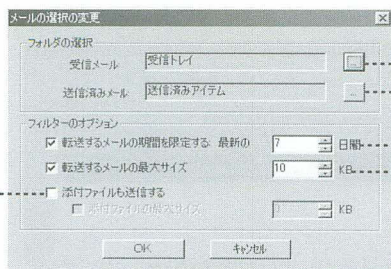 メールの選択の変更
フォルダの選択
受信メール 受信トレイ ...
送信済みメール 送信済みアイテム ...
フィルターのオプション
転送するメールの期間を限定する 最新の 7 日間
転送するメールの最大サイズ 10 KB
添付ファイルも送信する
添付ファイルの最大サイズ KB
OK キャンセル